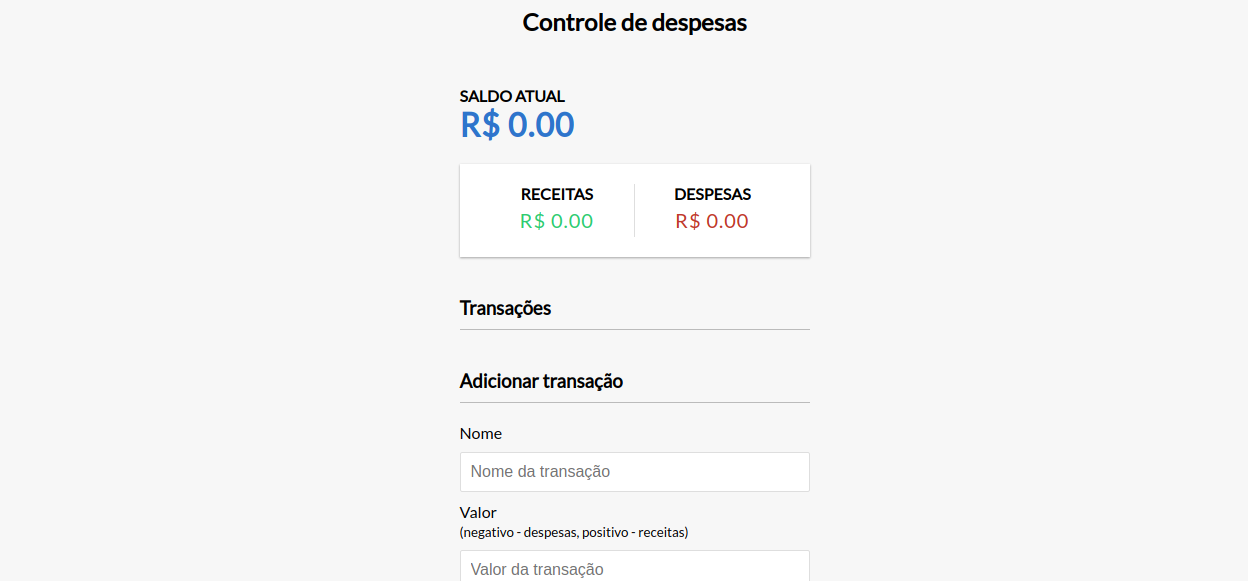 Controle de despesas
SALDO ATUAL
R$ 0.00
RECEITAS
R$ 0.00
DESPESAS
R$ 0.00
Transações
Adicionar transação
Nome
Nome da transação
Valor
(negativo - despesas, positivo - receitas)
Valor da transação